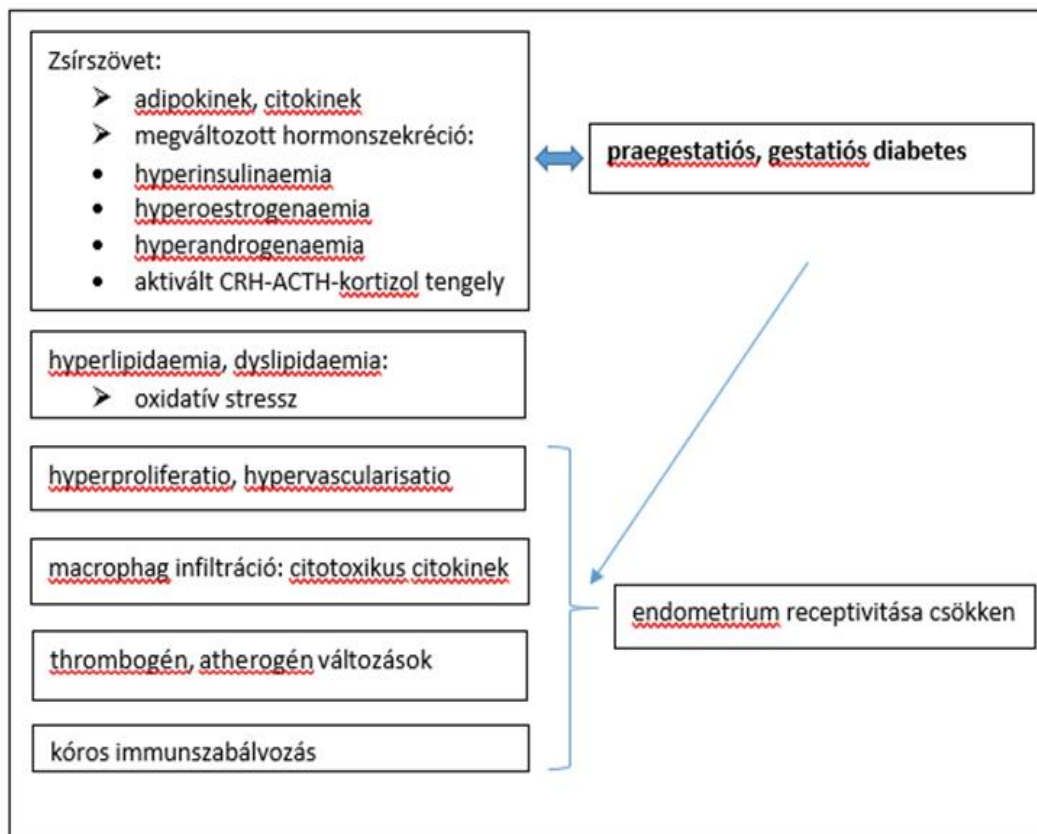 Zsírszövet:
➤ adipokinek, citokinek
➤ megváltozott hormonszekréció:
• hyperinsulinaemia
• hyperoestrogenaemia
• hyperandrogenaemia
• aktivált CRH-ACTH-kortizol tengely
praegestatiós, gestatiós diabetes
hyperlipidaemia, dyslipidaemia:
➤ oxidatív stressz
hyperproliferatio, hypervascularisatio
macrophag infiltráció: citotoxikus citokinek
thrombogén, atherogén változások
kóros immunszabálvozás
endometrium receptivitása csökken